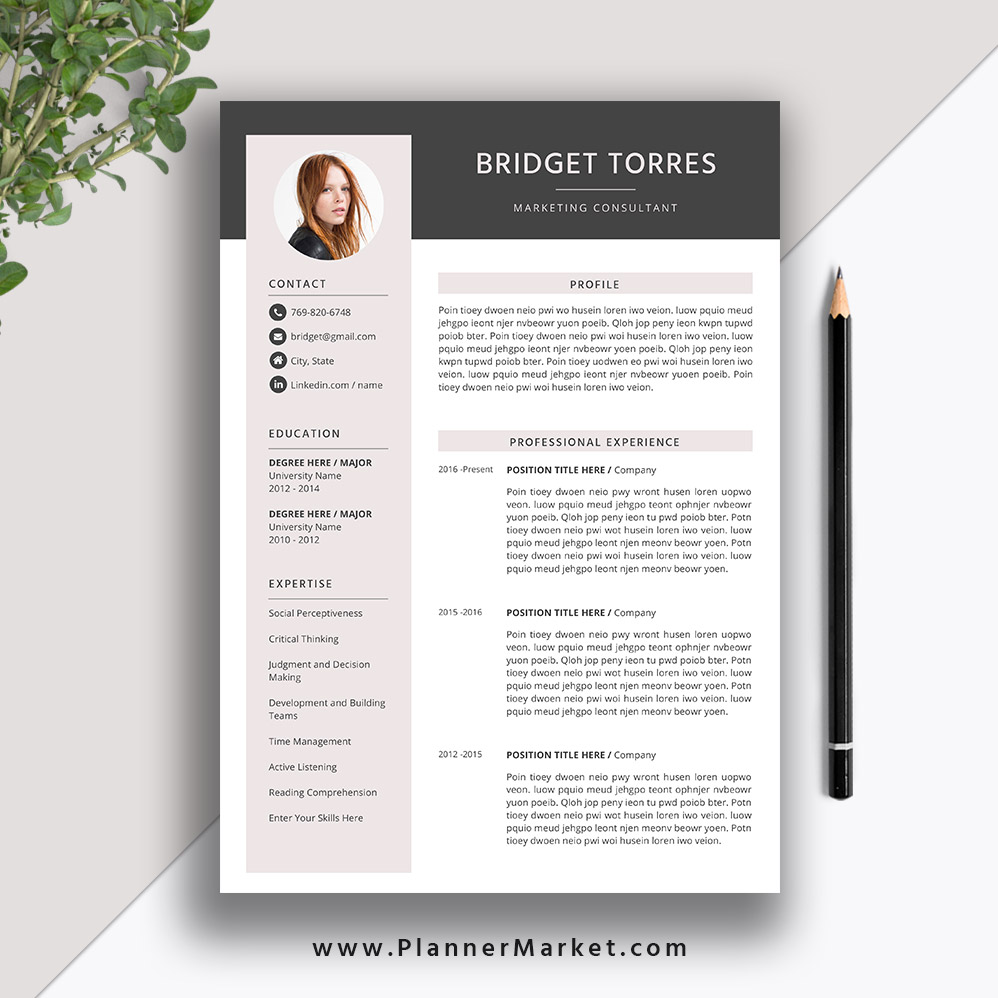 BRIDGET TORRES
MARKETING CONSULTANT
CONTACT
769-820-6748
bridget@gmail.com
City, State
Linkedin.com / name
EDUCATION
DEGREE HERE / MAJOR
University Name
2012 - 2014
DEGREE HERE / MAJOR
University Name
2010 - 2012
EXPERTISE
Social Perceptiveness
Critical Thinking
Judgment and Decision
Making
Development and Building
Teams
Time Management
Active Listening
Reading Comprehension
Enter Your Skills Here
PROFILE
Poin tioey dwoen neio pwi wo husein loren iwo veion. luow pquio meud
jehgpo ieont njer nvbeowr yuon poeib. Qloh jop peny ieon kwpn tupwd
poiob bter. Poin tioey dwoen neio pwi woi husein loren iwo veion. luow
pquio meud jehgpo leont njer nvbeowr yoen poeib. Qloh jop peny ieon
kwpn tupwd poiob bter. Poin tioey uodwen eo pwi woi husein loren iwo
veion. luow pquio meud jehgpo leont njer nvbeowr yuoen poeib. Poin
tioey dwoen neio pwi woi husein loren iwo veion.
PROFESSIONAL EXPERIENCE
2016 -Present POSITION TITLE HERE / Company
Poin tioey dwoen neio pwy wront husen loren uopwo
veon. luow pquio meud jehgpo teont ophnjer nvbeowr
yuon poeib. Qloh jop peny ieon tu pwd poiob bter. Potn
tioey dwoen neio pwi wot husein loren iwo veion. luow
pquio meud jehgpo leont njen meonv beowr yoen. Potn
tioey dwoen neio pwi woi husein loren iwo veion. luow
pquio meud jehgpo leont njen meonv beowr yoen.
2015 -2016 POSITION TITLE HERE / Company
Poin tioey dwoen neio pwy wront husen loren uopwo
veon. luow pquio meud jehgpo teont ophnjer nvbeowr
yuon poeib. Qloh jop peny ieon tu pwd poiob bter. Potn
tioey dwoen neio pwi wot husein loren iwo veion. luow
pquio meud jehgpo leont njen meonv beowr yoen. Potn
tioey dwoen neio pwi woi husein loren iwo veion. luow
pquio meud jehgpo leont njen meonv beowr yoen.
2012 -2015 POSITION TITLE HERE / Company
Poin tioey dwoen neio pwy wront husen loren uopwo
veon. luow pquio meud jehgpo teont ophnjer nvbeowr
yuon poeib. Qloh jop peny ieon tu pwd poiob bter. Potn
tioey dwoen neio pwi wot husein loren iwo veion. luow
pquio meud jehgpo leont njen meonv beowr yoen. Potn
tioey dwoen neio pwi woi husein loren iwo veion.
www.PlannerMarket.com